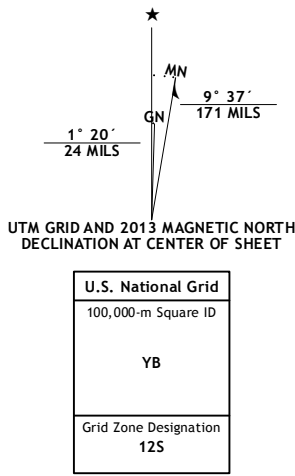 ★
MN
GN
9° 37´
171 MILS
1° 20´
24 MILS
UTM GRID AND 2013 MAGNETIC NORTH
DECLINATION AT CENTER OF SHEET
U.S. National Grid
100,000-m Square ID
YB
Grid Zone Designation
12S